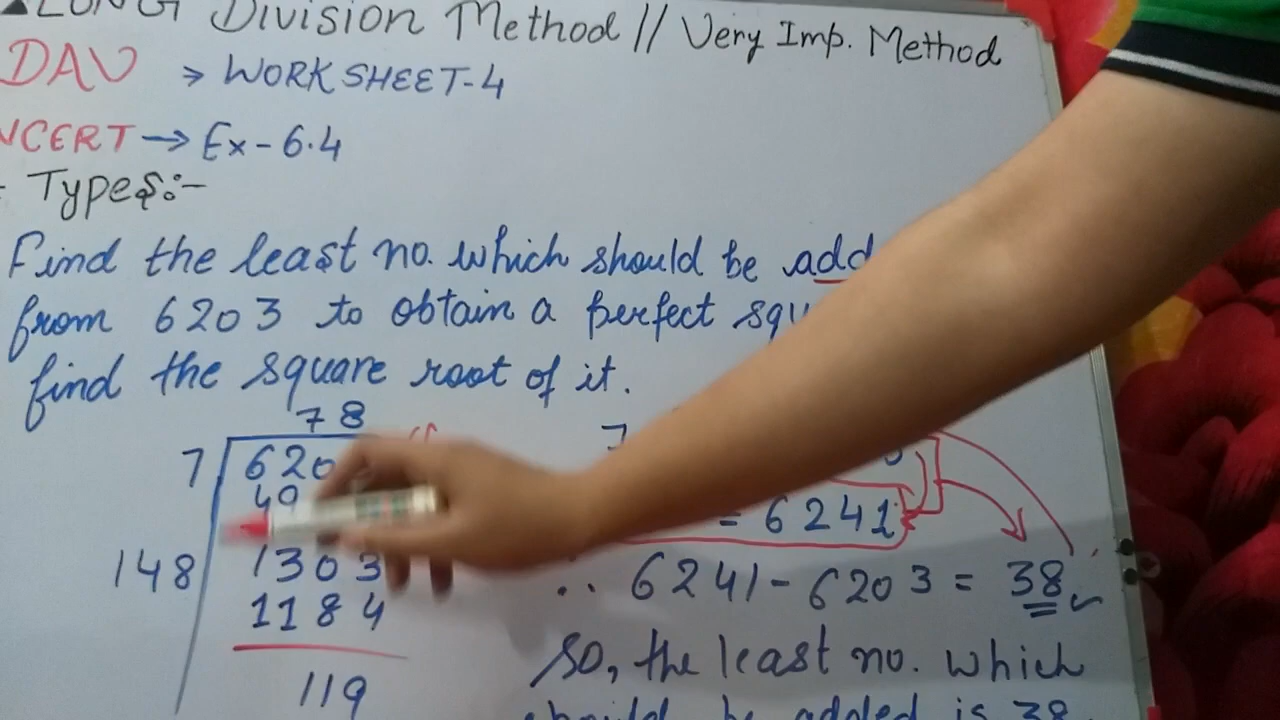 LONG Division Method // Very Imp. Method
DAV → WORKSHEET-4
NCERT → Ex-6.4
Types:-
Find the least no. which should be add
from 6203 to obtain a perfect squ
find the square root of it.
78
7 620
49
148 1303
1184
119
7
= 6241
∴ 6241 - 6203 = 38
So, the least no. which
should be added is 38